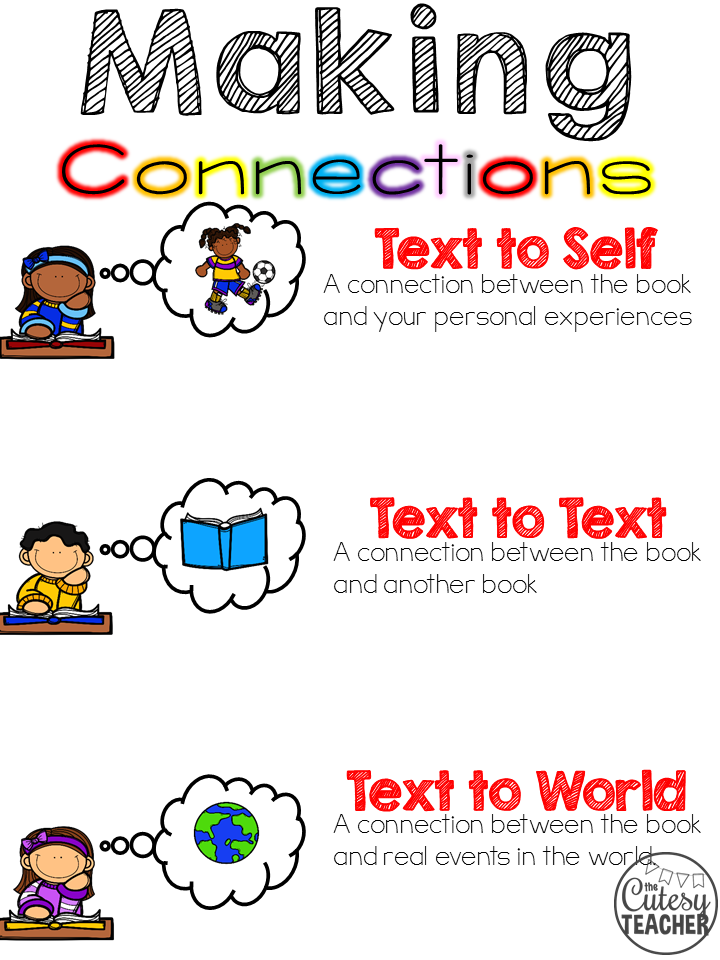 Making
Connections
Text to Self
A connection between the book
and your personal experiences
Text to Text
A connection between the book
and another book
Text to World
A connection between the book
and real events in the world.
the
Cutesy
TEACHER